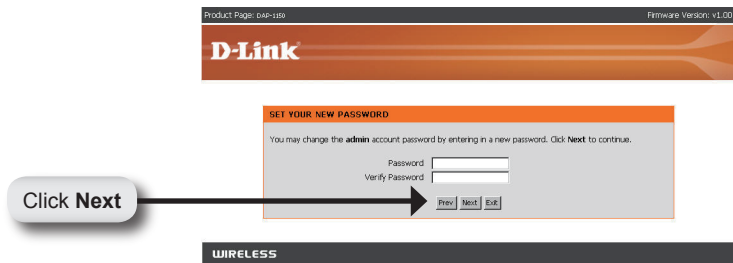 Product Page: DAP-1150 Firmware Version: v1.00
D-Link
SET YOUR NEW PASSWORD
You may change the admin account password by entering in a new password. Click Next to continue.
Password
Verify Password
Click Next
Prev Next Exit
WIRELESS